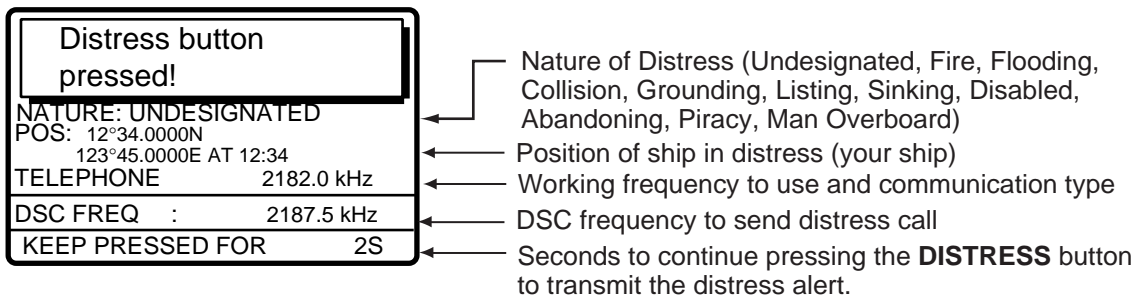 Distress button
pressed!
NATURE: UNDESIGNATED
POS: 12°34.0000N
123°45.0000E AT 12:34
TELEPHONE 2182.0 kHz
DSC FREQ : 2187.5 kHz
KEEP PRESSED FOR 2S
Nature of Distress (Undesignated, Fire, Flooding,
Collision, Grounding, Listing, Sinking, Disabled,
Abandoning, Piracy, Man Overboard)
Position of ship in distress (your ship)
Working frequency to use and communication type
DSC frequency to send distress call
Seconds to continue pressing the DISTRESS button
to transmit the distress alert.